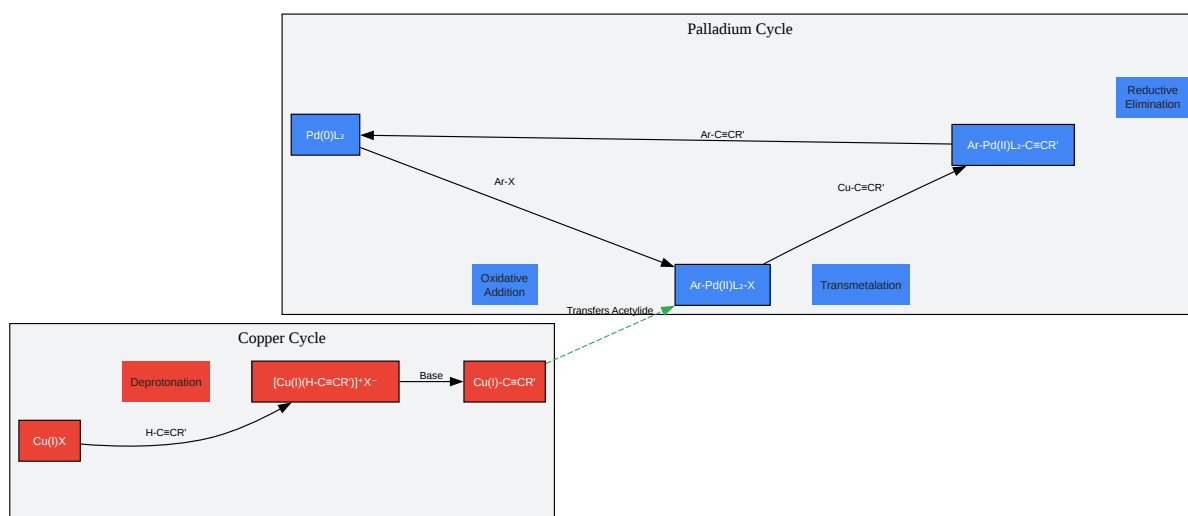 Palladium Cycle
Reductive
Elimination
Pd(0)L₂
Ar-C≡CR'
Ar-Pd(II)L₂-C≡CR'
Ar-X
Cu-C≡CR'
Oxidative
Addition
Ar-Pd(II)L₂-X
Transmetalation
Transfers Acetylide
Copper Cycle
Deprotonation
[Cu(I)(H-C≡CR')]⁺X⁻
Base
Cu(I)-C≡CR'
Cu(I)X
H-C≡CR'